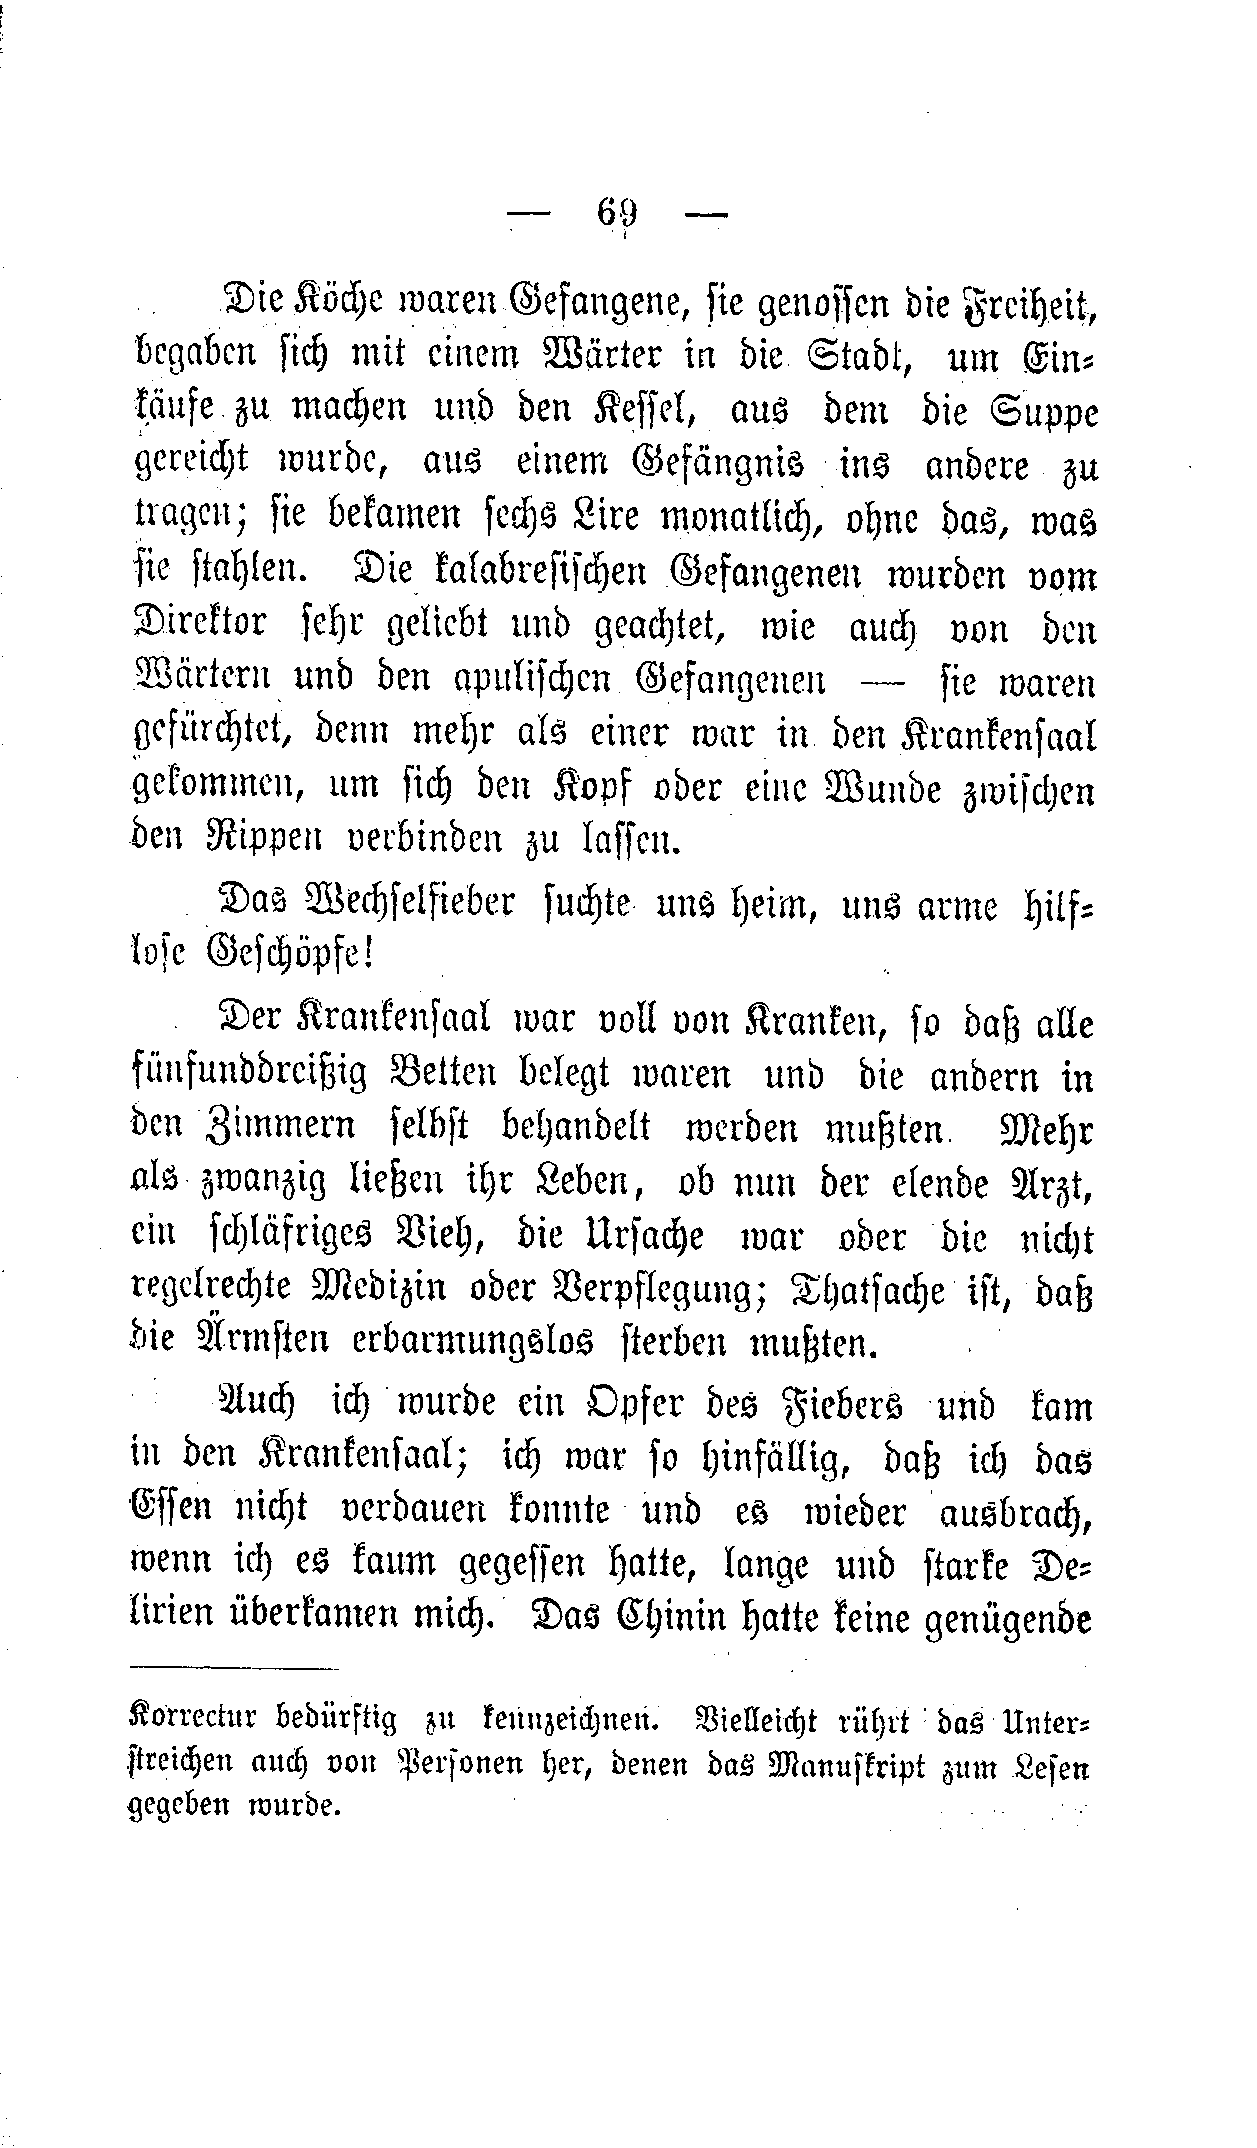 — 69 —
Die Köche waren Gefangene, sie genossen die Freiheit,
begaben sich mit einem Wärter in die Stadt, um Ein=
käufe zu machen und den Kessel, aus dem die Suppe
gereicht wurde, aus einem Gefängnis ins andere zu
tragen; sie bekamen sechs Lire monatlich, ohne das, was
sie stahlen. Die kalabresischen Gefangenen wurden vom
Direktor sehr geliebt und geachtet, wie auch von den
Wärtern und den apulischen Gefangenen — sie waren
gefürchtet, denn mehr als einer war in den Krankensaal
gekommen, um sich den Kopf oder eine Wunde zwischen
den Rippen verbinden zu lassen.
Das Wechselfieber suchte uns heim, uns arme hilf=
lose Geschöpfe!
Der Krankensaal war voll von Kranken, so daß alle
fünfunddreißig Betten belegt waren und die andern in
den Zimmern selbst behandelt werden mußten. Mehr
als zwanzig ließen ihr Leben, ob nun der elende Arzt,
ein schläfriges Vieh, die Ursache war oder die nicht
regelrechte Medizin oder Verpflegung; Thatsache ist, daß
die Ärmsten erbarmungslos sterben mußten.
Auch ich wurde ein Opfer des Fiebers und kam
in den Krankensaal; ich war so hinfällig, daß ich das
Essen nicht verdauen konnte und es wieder ausbrach,
wenn ich es kaum gegessen hatte, lange und starke De=
lirien überkamen mich. Das Chinin hatte keine genügende
Korrectur bedürftig zu kennzeichnen. Vielleicht rührt das Unter=
streichen auch von Personen her, denen das Manuskript zum Lesen
gegeben wurde.